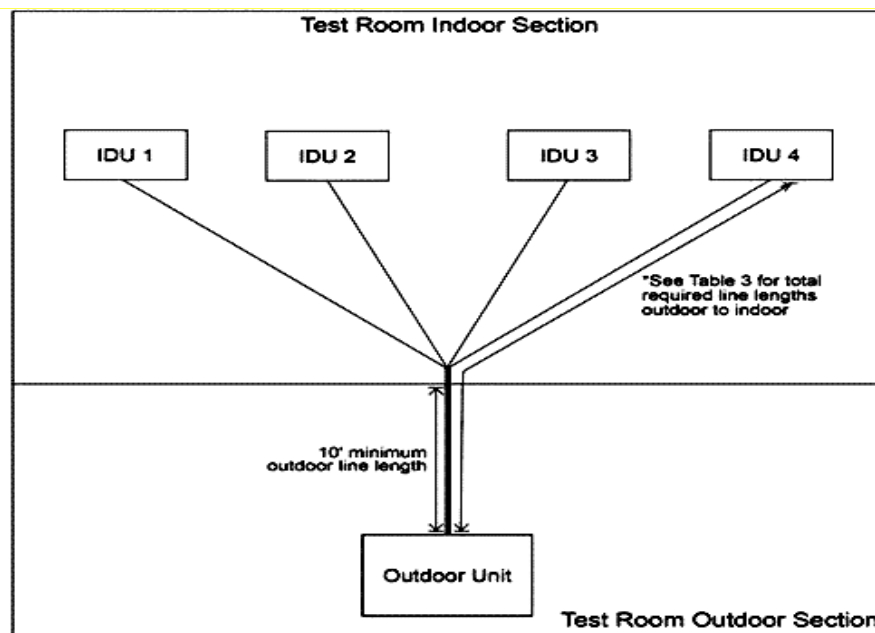 Test Room Indoor Section
IDU 1
IDU 2
IDU 3
IDU 4
*See Table 3 for total
required line lengths
outdoor to indoor
10' minimum
outdoor line length
Outdoor Unit
Test Room Outdoor Section